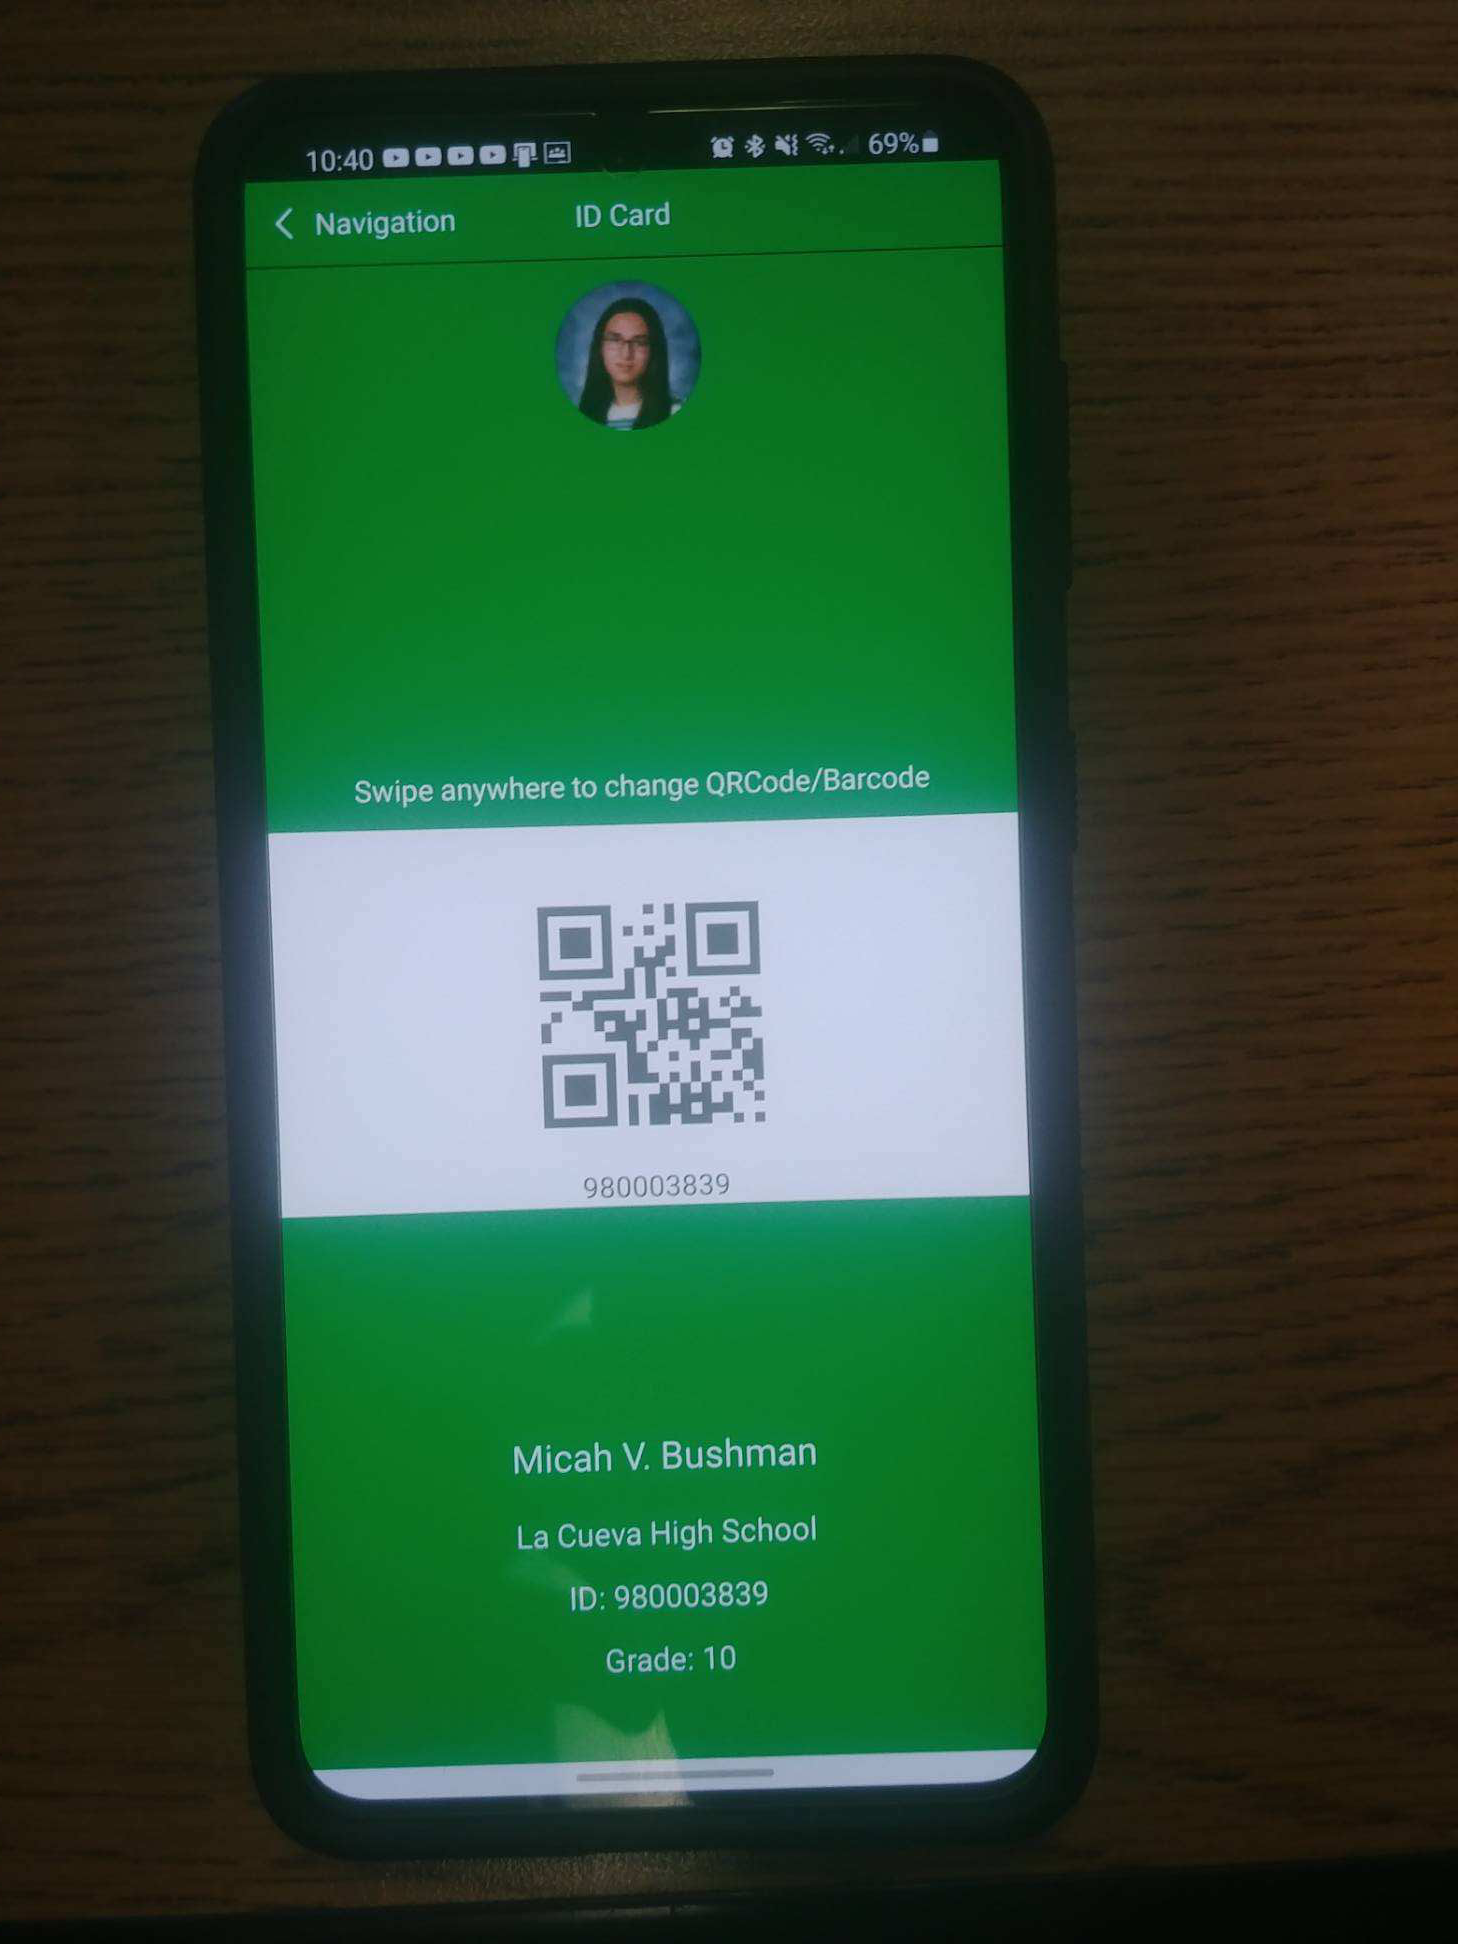 10:40 69%
Navigation ID Card
Swipe anywhere to change QRCode/Barcode
980003839
Micah V. Bushman
La Cueva High School
ID: 980003839
Grade: 10